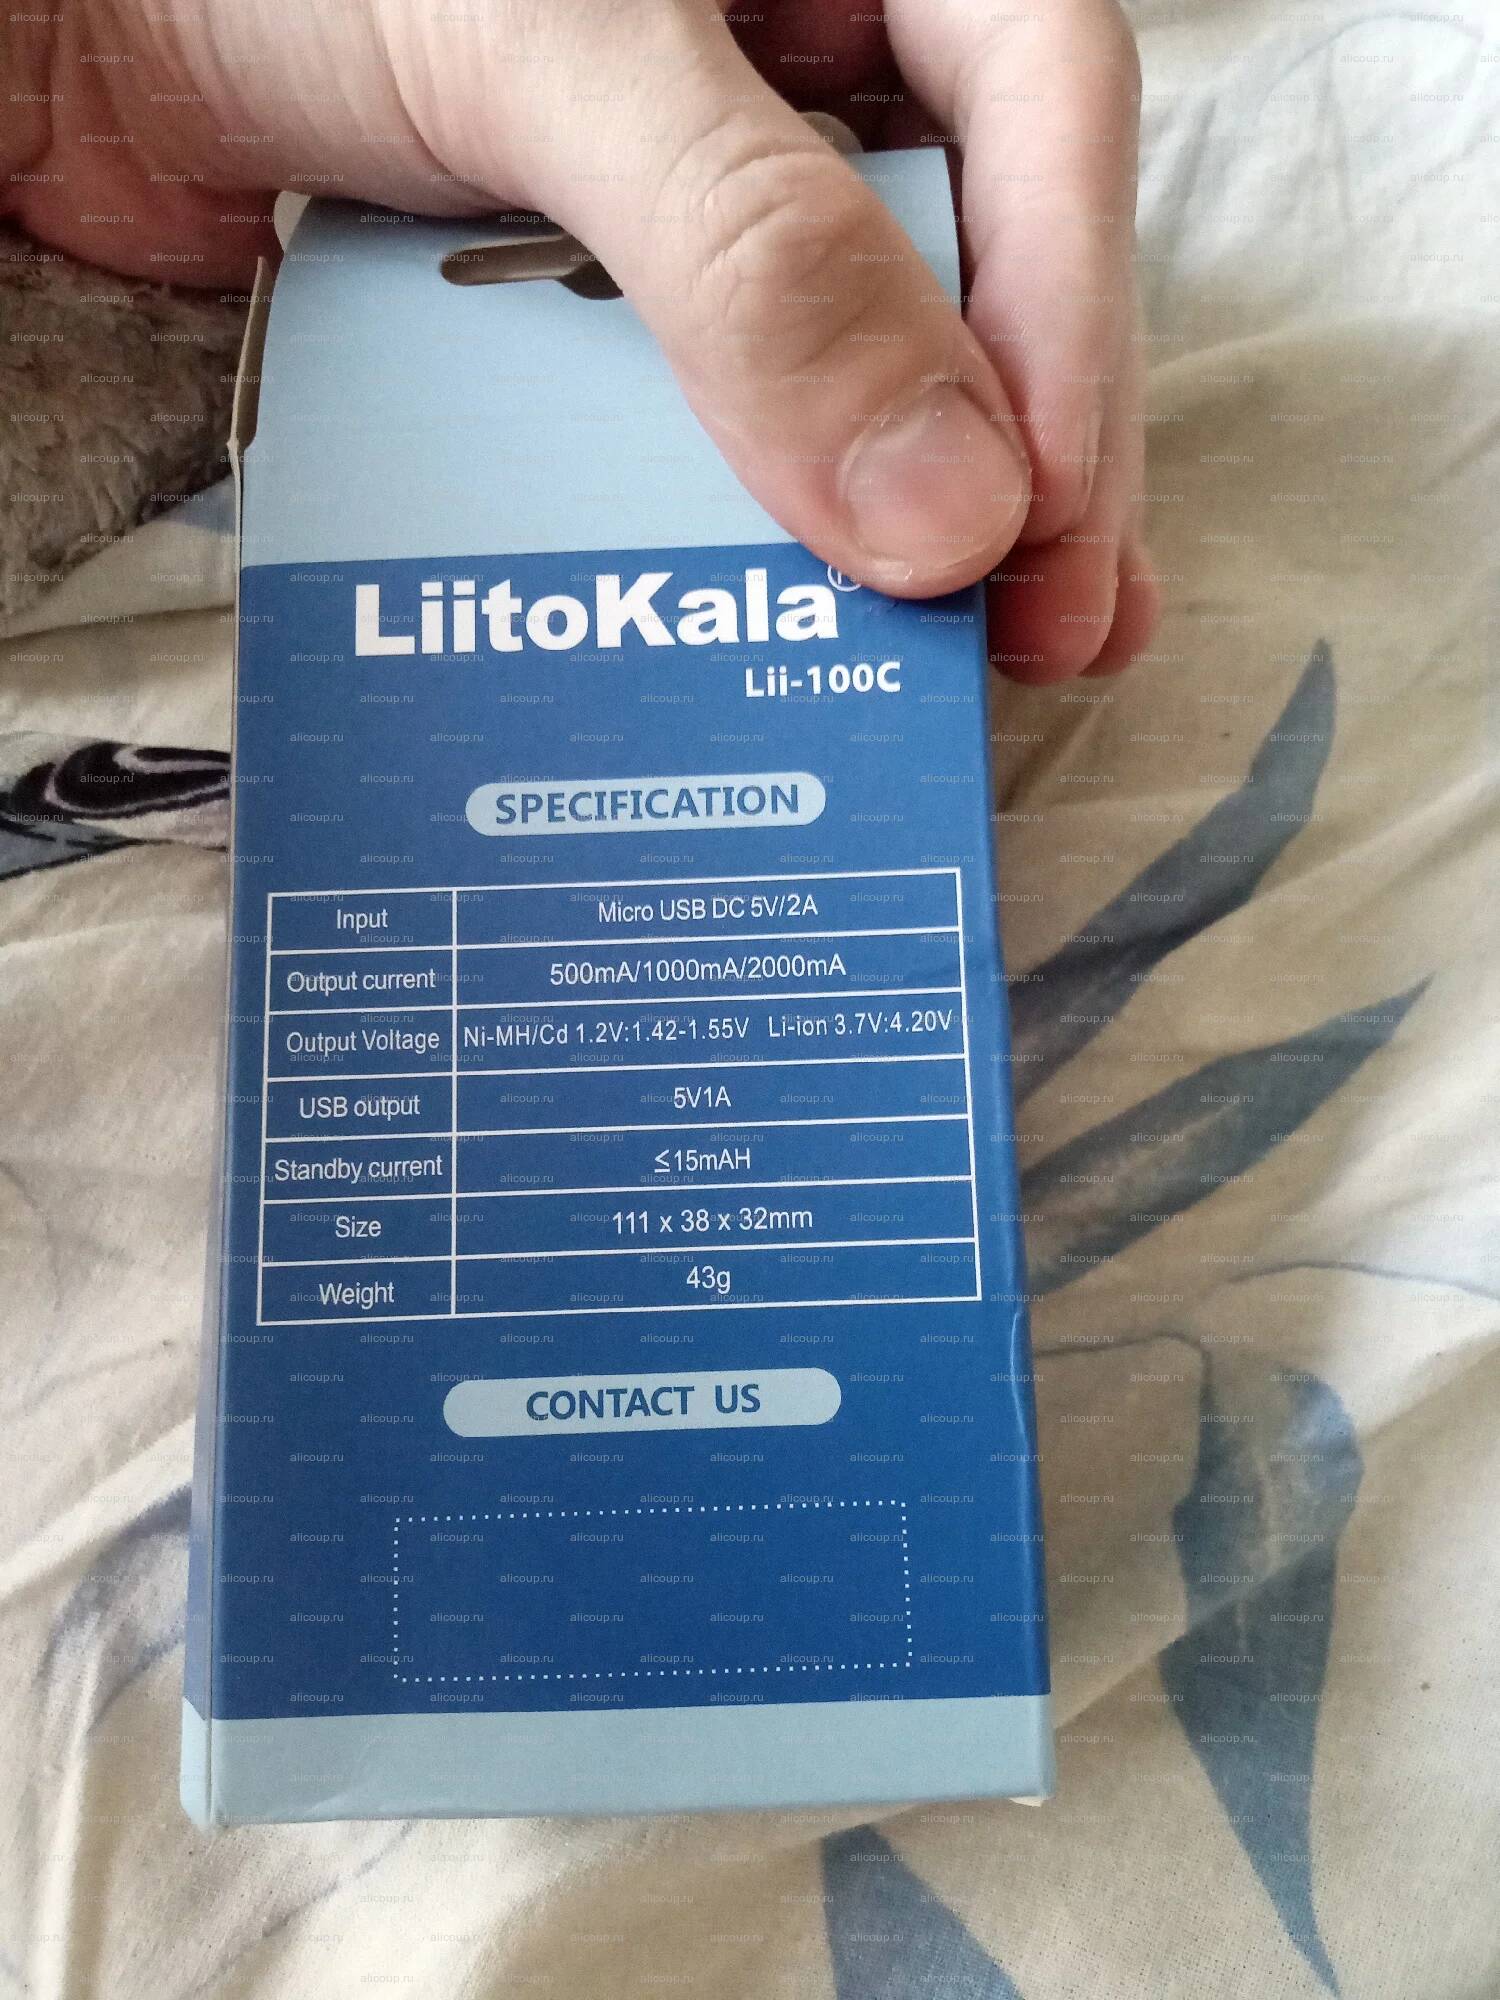 LiitoKala
Lii-100C
SPECIFICATION
Input Micro USB DC 5V/2A
Output current 500mA/1000mA/2000mA
Output Voltage Ni-MH/Cd 1.2V:1.42-1.55V Li-ion 3.7V:4.20V
USB output 5V1A
Standby current ≤15mAH
Size 111 x 38 x 32mm
Weight 43g
CONTACT US
alicoup.ru